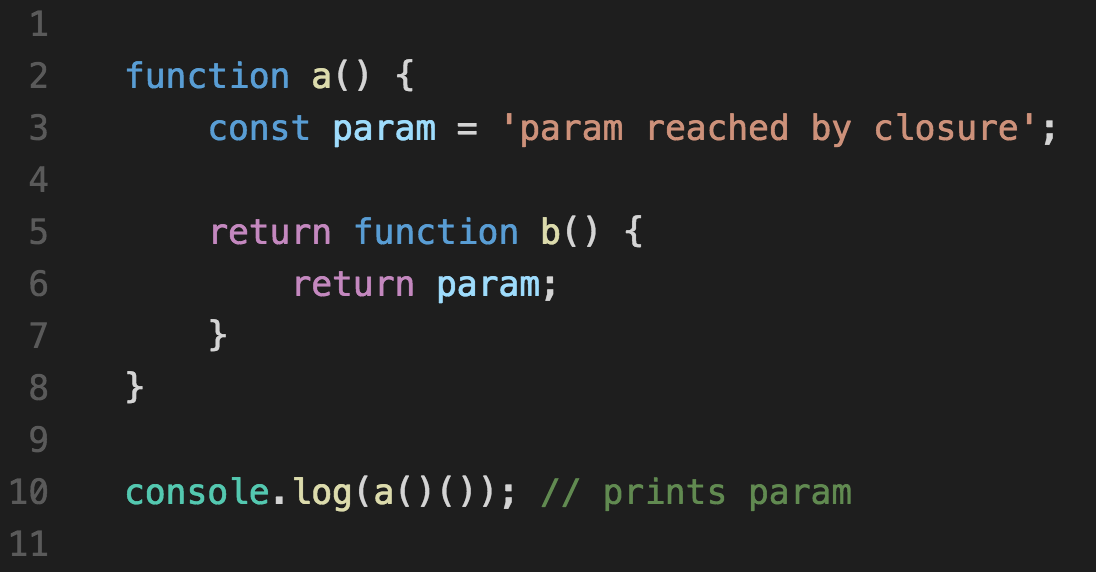 1
2 function a() {
3     const param = 'param reached by closure';
4
5     return function b() {
6         return param;
7     }
8 }
9
10 console.log(a()()); // prints param
11